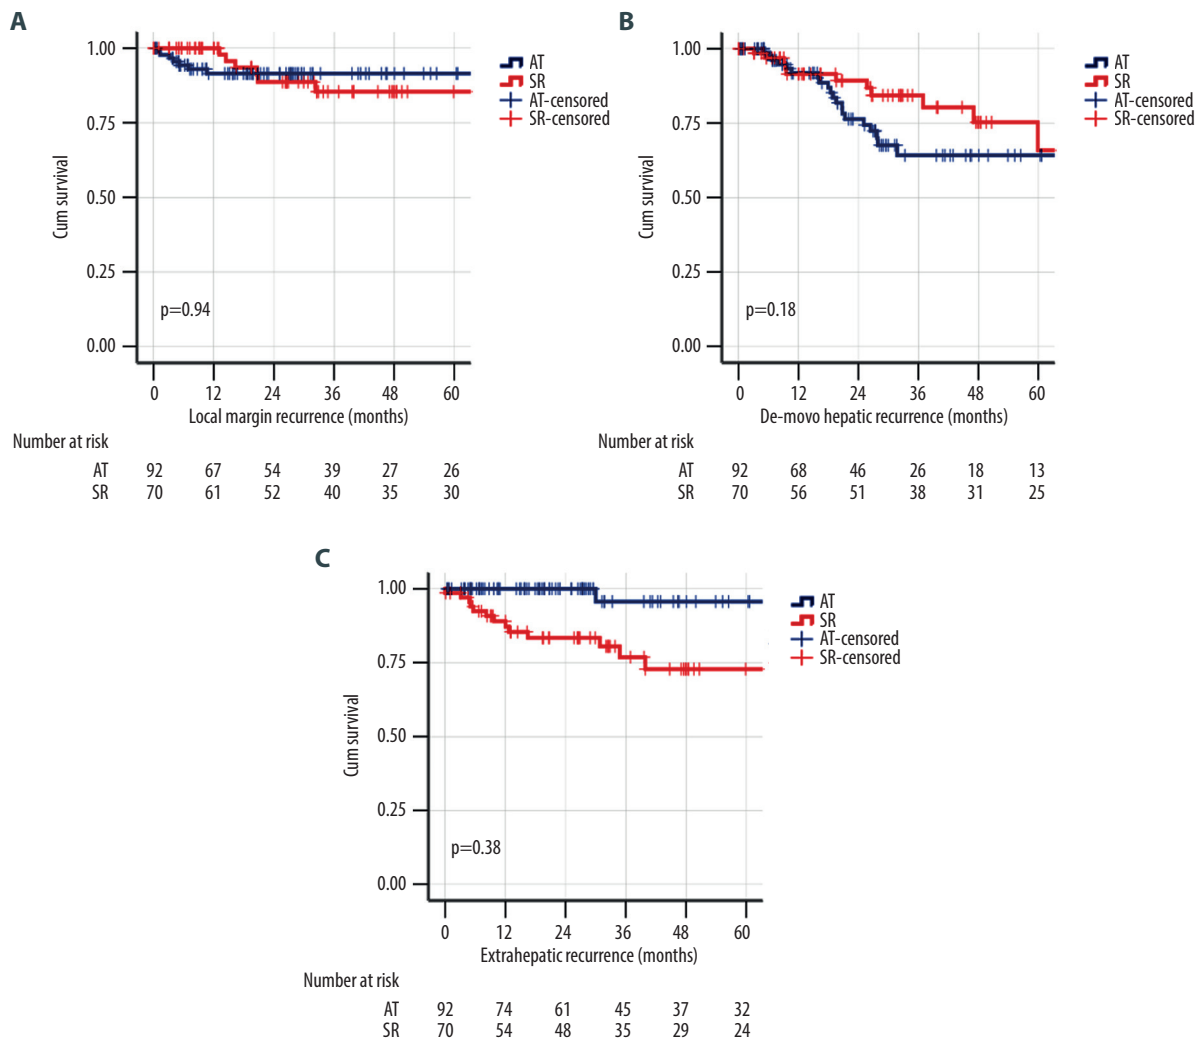 A
1.00
0.75
0.50
0.25
0.00
Cum survival
p=0.94
0 12 24 36 48 60
Local margin recurrence (months)
AT
SR
AT-censored
SR-censored
Number at risk
AT 92 67 54 39 27 26
SR 70 61 52 40 35 30
B
1.00
0.75
0.50
0.25
0.00
Cum survival
p=0.18
0 12 24 36 48 60
De-movo hepatic recurrence (months)
AT
SR
AT-censored
SR-censored
Number at risk
AT 92 68 46 26 18 13
SR 70 56 51 38 31 25
C
1.00
0.75
0.50
0.25
0.00
Cum survival
p=0.38
0 12 24 36 48 60
Extrahepatic recurrence (months)
AT
SR
AT-censored
SR-censored
Number at risk
AT 92 74 61 45 37 32
SR 70 54 48 35 29 24